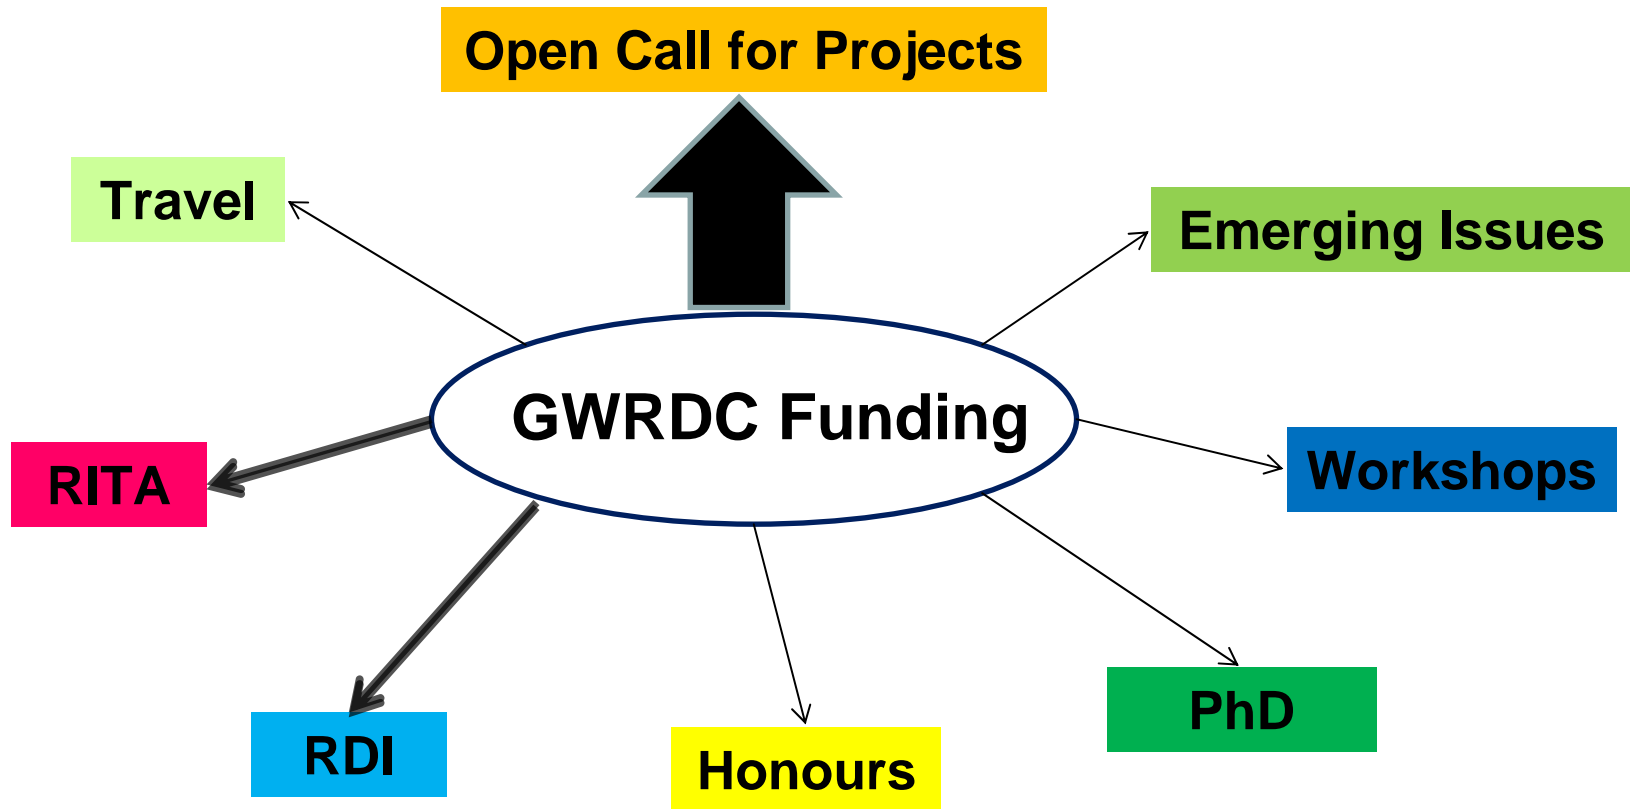 Open Call for Projects
Travel
Emerging Issues
GWRDC Funding
RITA
Workshops
RDI
Honours
PhD